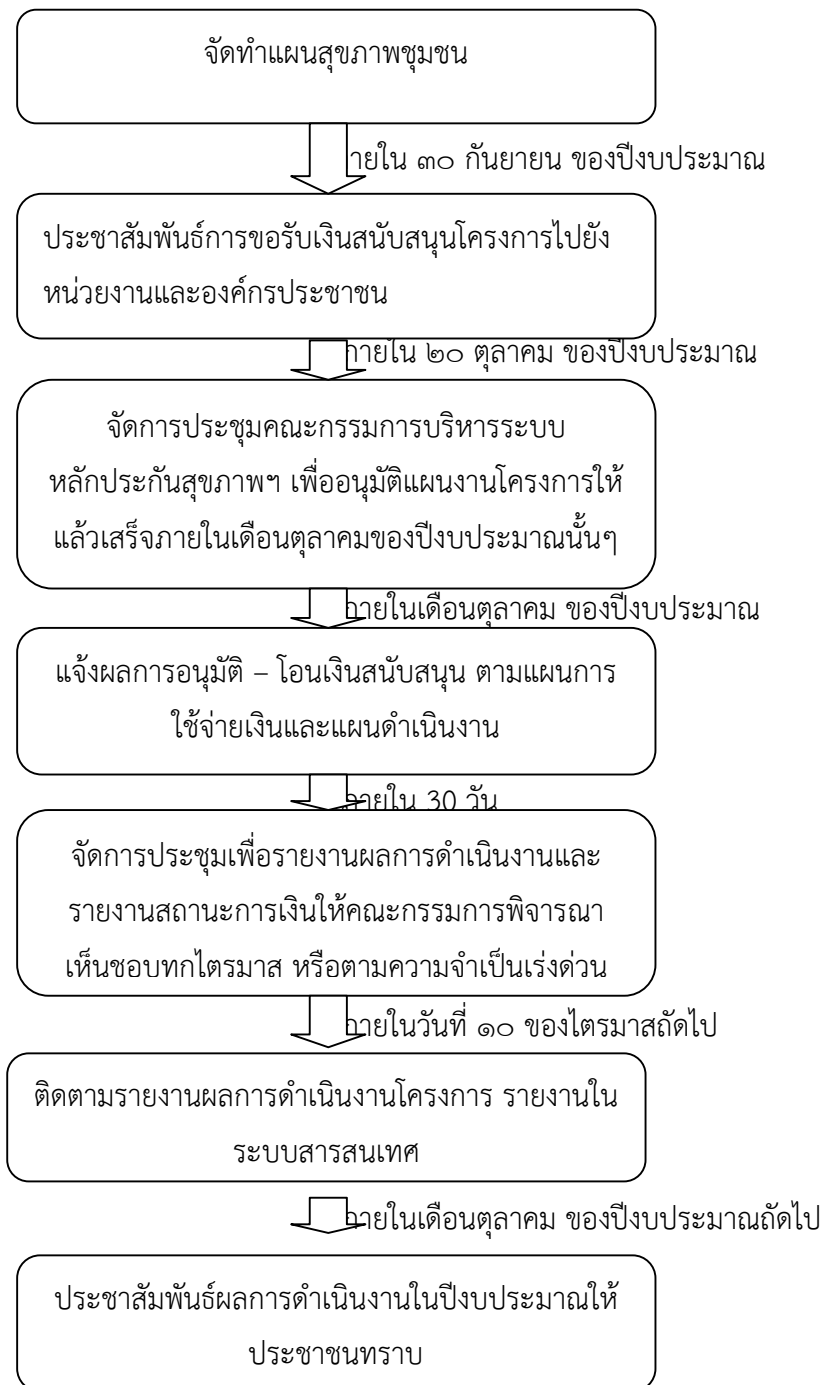 จัดทำแผนสุขภาพชุมชน
ายใน ๓๐ กันยายน ของปีงบประมาณ
ประชาสัมพันธ์การขอรับเงินสนับสนุนโครงการไปยัง
หน่วยงานและองค์กรประชาชน
ภายใน ๒๐ ตุลาคม ของปีงบประมาณ
จัดการประชุมคณะกรรมการบริหารระบบ
หลักประกันสุขภาพฯ เพื่ออนุมัติแผนงานโครงการให้
แล้วเสร็จภายในเดือนตุลาคมของปีงบประมาณนั้นๆ
ภายในเดือนตุลาคม ของปีงบประมาณ
แจ้งผลการอนุมัติ – โอนเงินสนับสนุน ตามแผนการ
ใช้จ่ายเงินและแผนดำเนินงาน
ภายใน 30 วัน
จัดการประชุมเพื่อรายงานผลการดำเนินงานและ
รายงานสถานะการเงินให้คณะกรรมการพิจารณา
เห็นชอบทกไตรมาส หรือตามความจำเป็นเร่งด่วน
ภายในวันที่ ๑๐ ของไตรมาสถัดไป
ติดตามรายงานผลการดำเนินงานโครงการ รายงานใน
ระบบสารสนเทศ
ภายในเดือนตุลาคม ของปีงบประมาณถัดไป
ประชาสัมพันธ์ผลการดำเนินงานในปีงบประมาณให้
ประชาชนทราบ